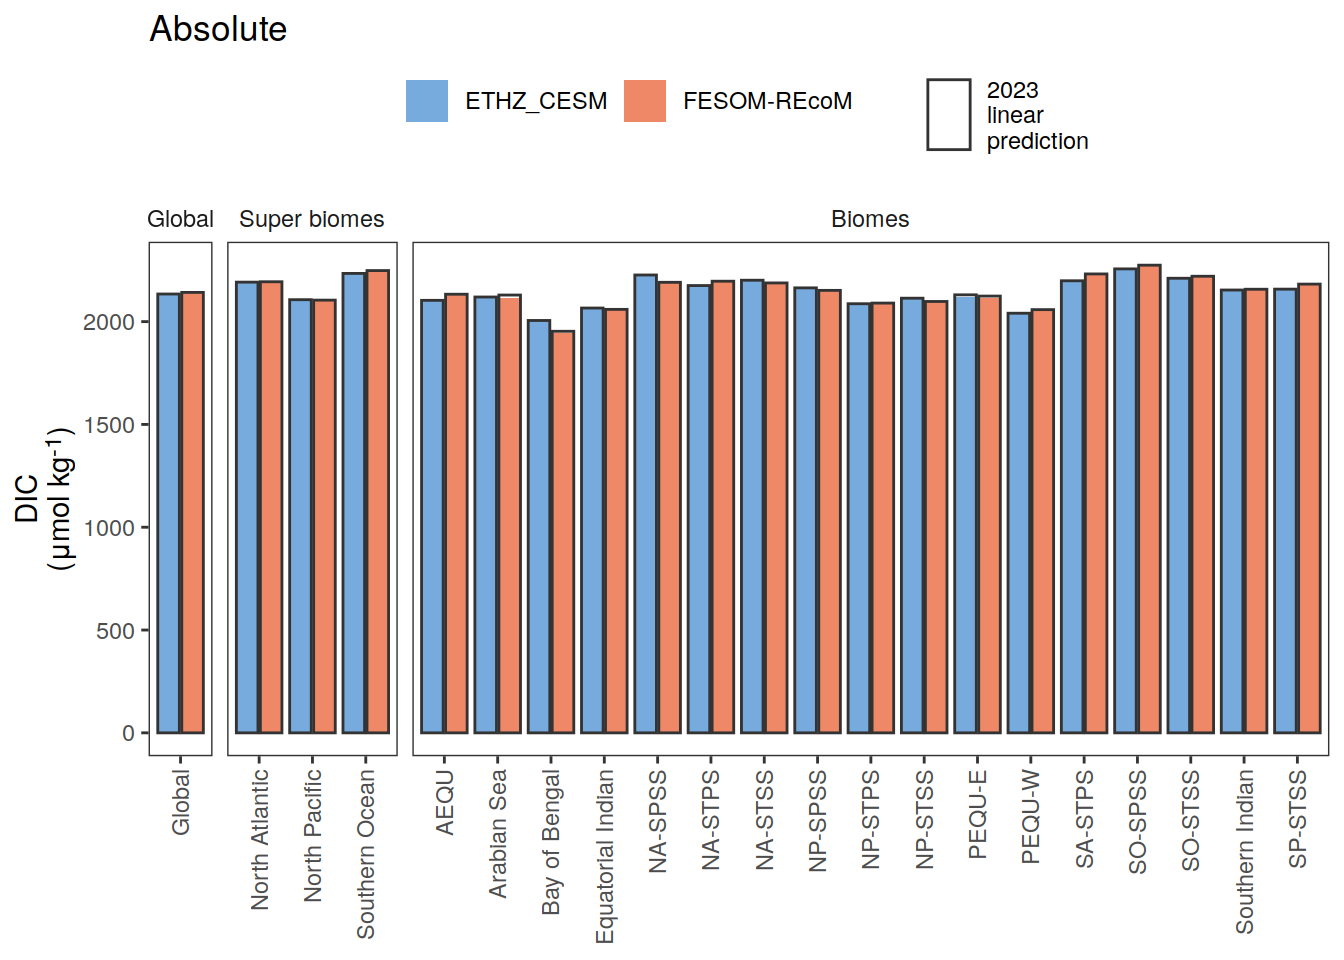 Absolute
ETHZ_CESM
FESOM-REcoM
2023
linear
prediction
Global
Super biomes
Biomes
DIC
(μmol kg⁻¹)
2000
1500
1000
500
0
Global
North Atlantic
North Pacific
Southern Ocean
AEQU
Arabian Sea
Bay of Bengal
Equatorial Indian
NA-SPSS
NA-STPS
NA-STSS
NP-SPSS
NP-STPS
NP-STSS
PEQU-E
PEQU-W
SA-STPS
SO-SPSS
SO-STSS
Southern Indian
SP-STSS